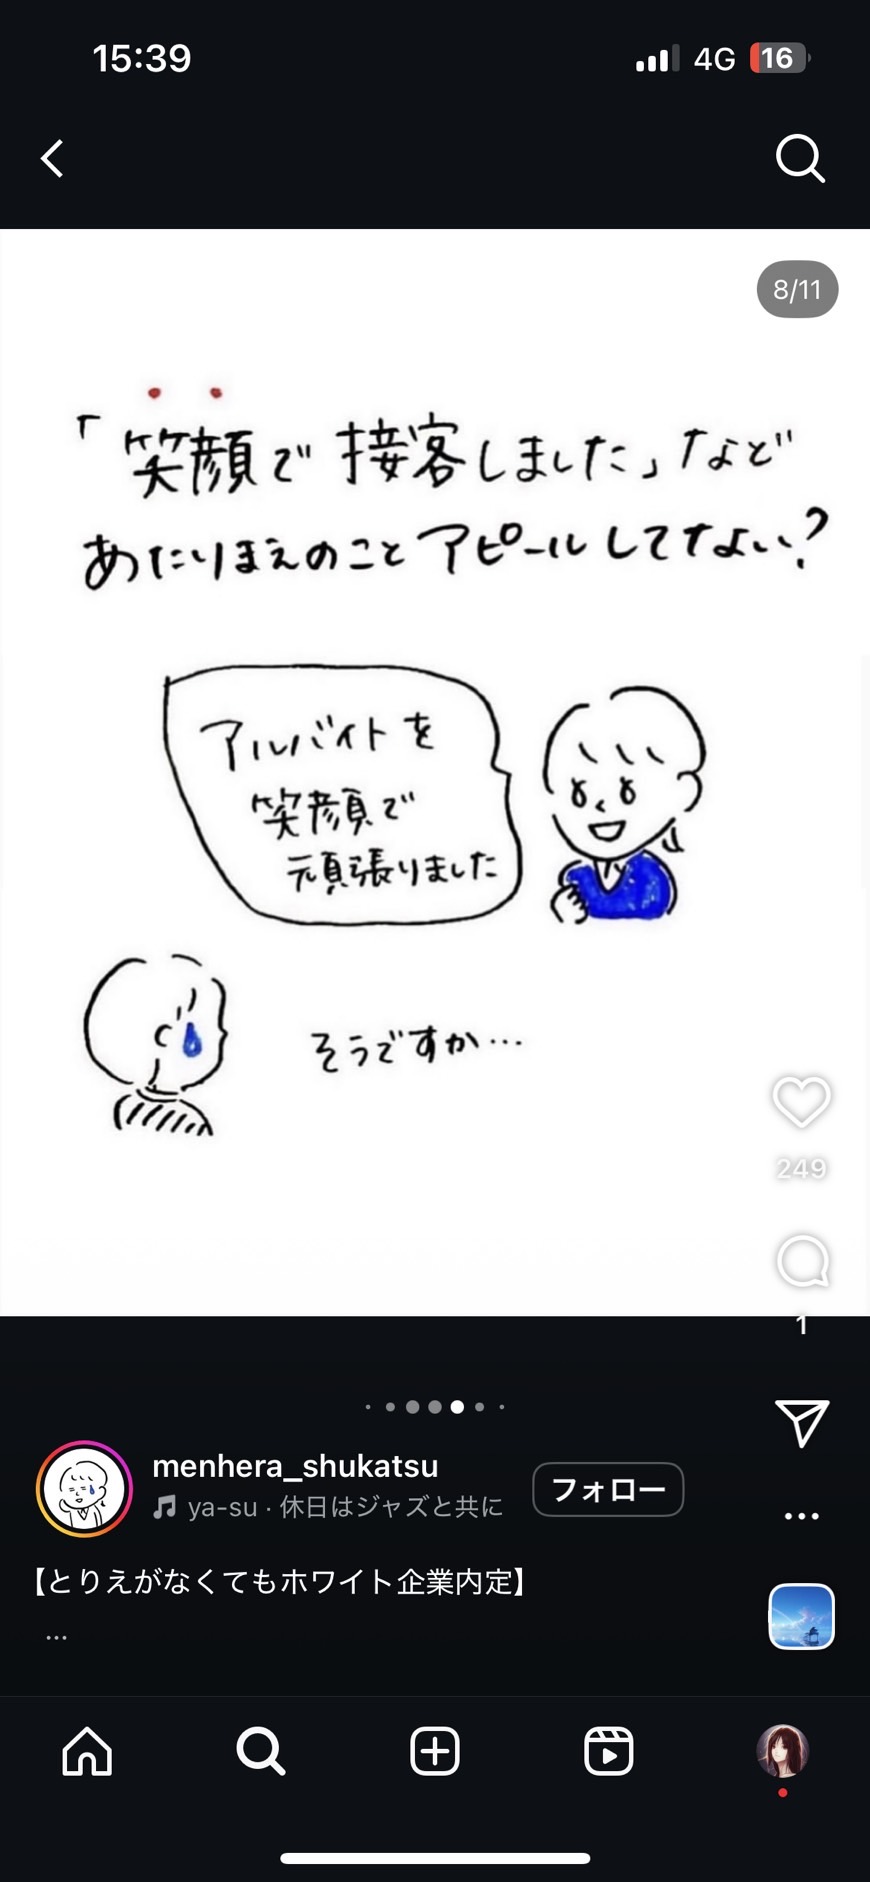 15:39
4G 16
8/11
「笑顔で接客しました」など
あたりまえのことアピールしてない?
アルバイトを
笑顔で
頑張りました
そうですか…
249
1
menhera_shukatsu
ya-su · 休日はジャズと共に
フォロー
【とりえがなくてもホワイト企業内定】
...